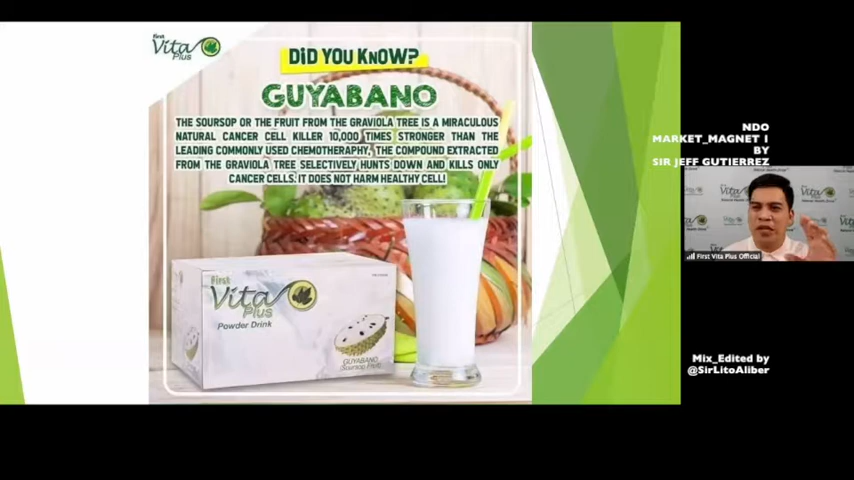 First
Vita
Plus
DiD YOU KNOW?
GUYABANO
THE SOURSOP OR THE FRUIT FROM THE GRAVIOLA TREE IS A MIRACULOUS
NATURAL CANCER CELL KILLER 10,000 TIMES STRONGER THAN THE
LEADING COMMONLY USED CHEMOTHERAPHY, THE COMPOUND EXTRACTED
FROM THE GRAVIOLA TREE SELECTIVELY HUNTS DOWN AND KILLS ONLY
CANCER CELLS. IT DOES NOT HARM HEALTHY CELL!
First
Vita
Plus
Powder Drink
GUYABANO
(Soursop Fruit)
NDO
MARKET_MAGNET I
BY
SIR JEFF GUTIERREZ
Vita
Plus
Vita
First Vita Plus Official
Mix_Edited by
@SirLitoAliber